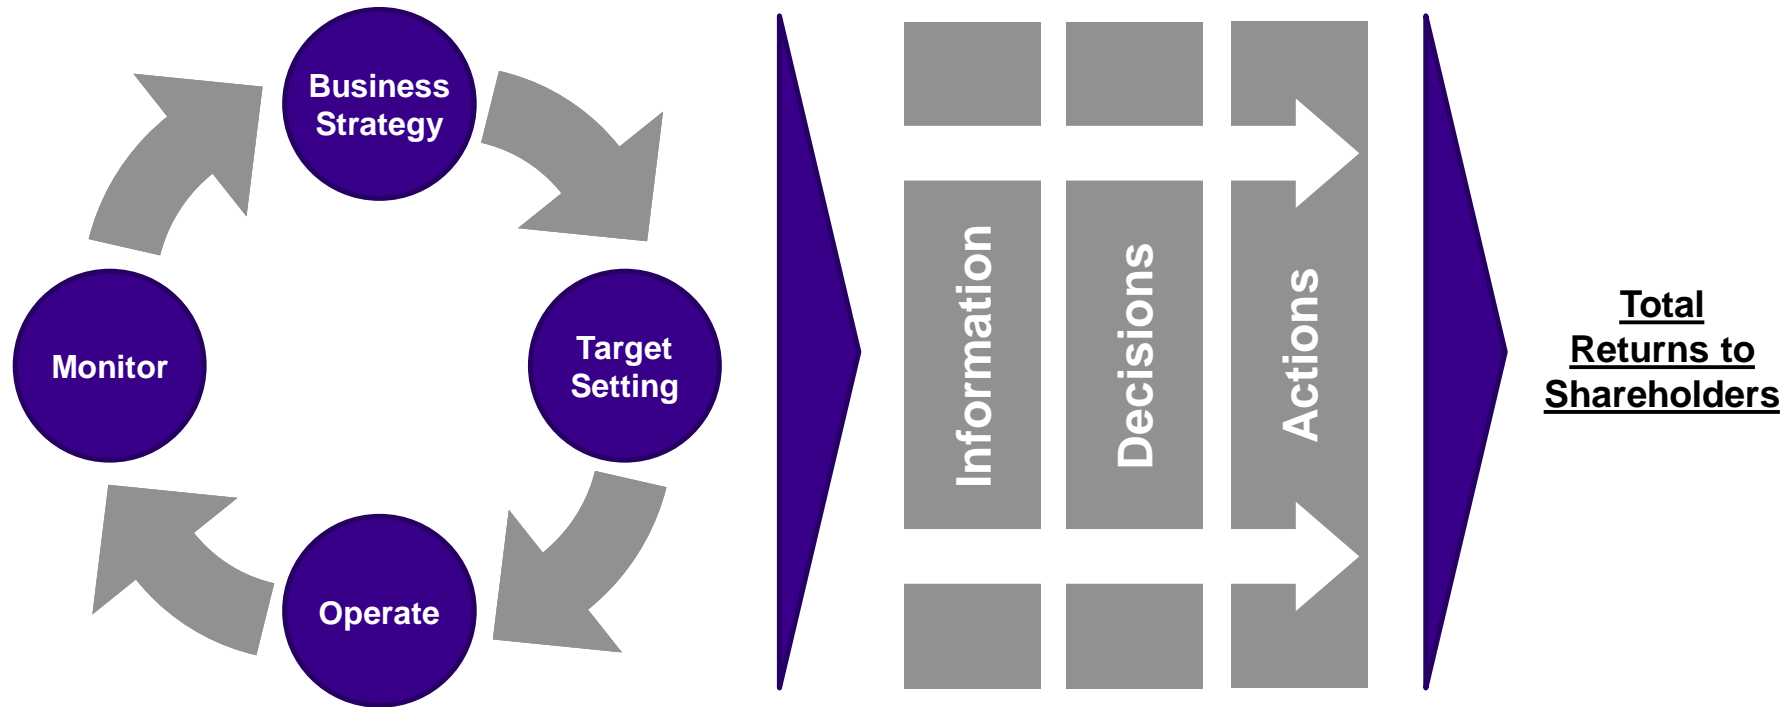 Business
Strategy
Target
Setting
Operate
Monitor
Information
Decisions
Actions
Total
Returns to
Shareholders